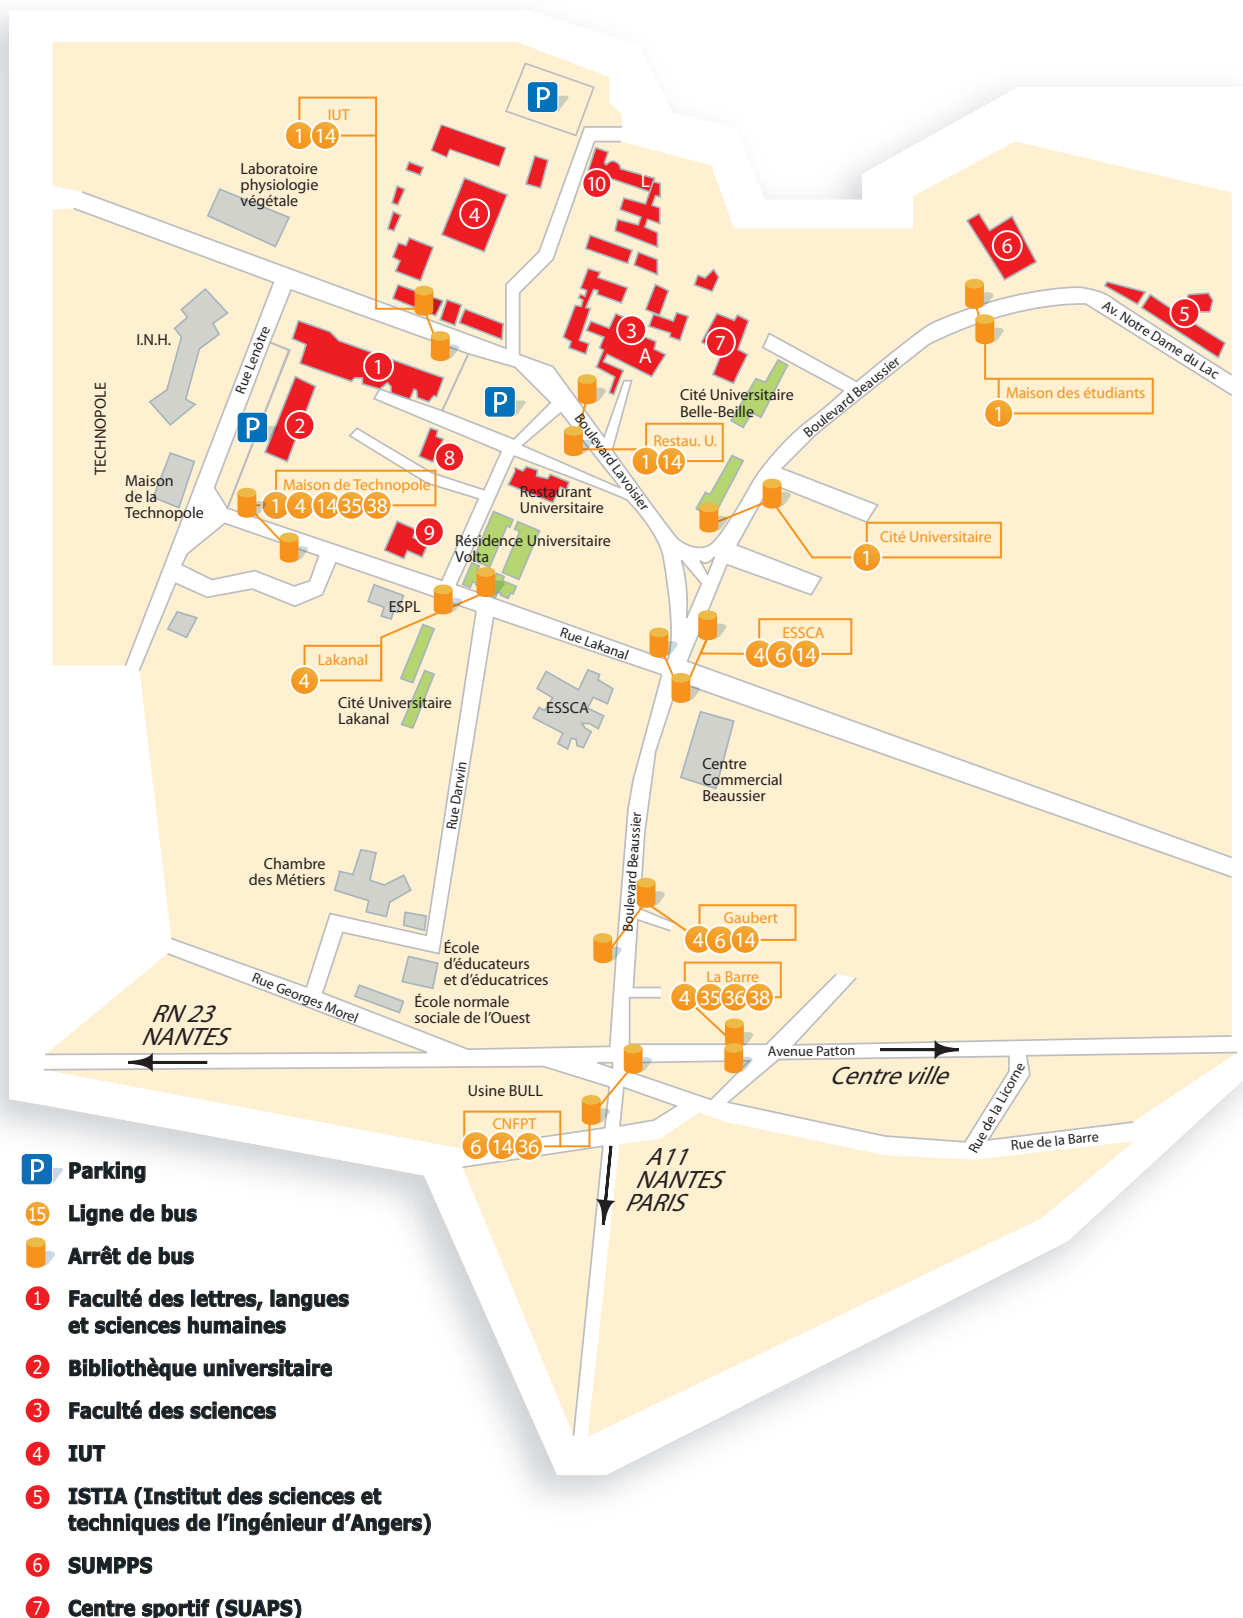 P
IUT
1 14
Laboratoire
physiologie
végétale
4
10
L
6
5
Av. Notre Dame du Lac
I.N.H.
Rue Lenôtre
TECHNOPOLE
1
3
A
7
P
P
2
8
Cité Universitaire
Belle-Beille
Boulevard Beaussier
Maison des étudiants
1
Boulevard Lavoisier
Restau. U.
1 14
Maison
de la
Technopole
Maison de Technopole
1 4 14 35 38
Restaurant
Universitaire
9
Résidence Universitaire
Volta
Cité Universitaire
1
ESPL
Rue Lakanal
ESSCA
4 6 14
Lakanal
4
Cité Universitaire
Lakanal
ESSCA
Centre
Commercial
Beaussier
Rue Darwin
Boulevard Beaussier
Chambre
des Métiers
Gaubert
4 6 14
École
d’éducateurs
et d’éducatrices
La Barre
4 35 36 38
Rue Georges Morel
École normale
sociale de l’Ouest
RN 23
NANTES
Avenue Patton
Centre ville
Usine BULL
Rue de la Licorne
CNFPT
6 14 36
Rue de la Barre
A11
NANTES
PARIS
P Parking
15 Ligne de bus
Arrêt de bus
1 Faculté des lettres, langues
et sciences humaines
2 Bibliothèque universitaire
3 Faculté des sciences
4 IUT
5 ISTIA (Institut des sciences et
techniques de l’ingénieur d’Angers)
6 SUMPPS
7 Centre sportif (SUAPS)